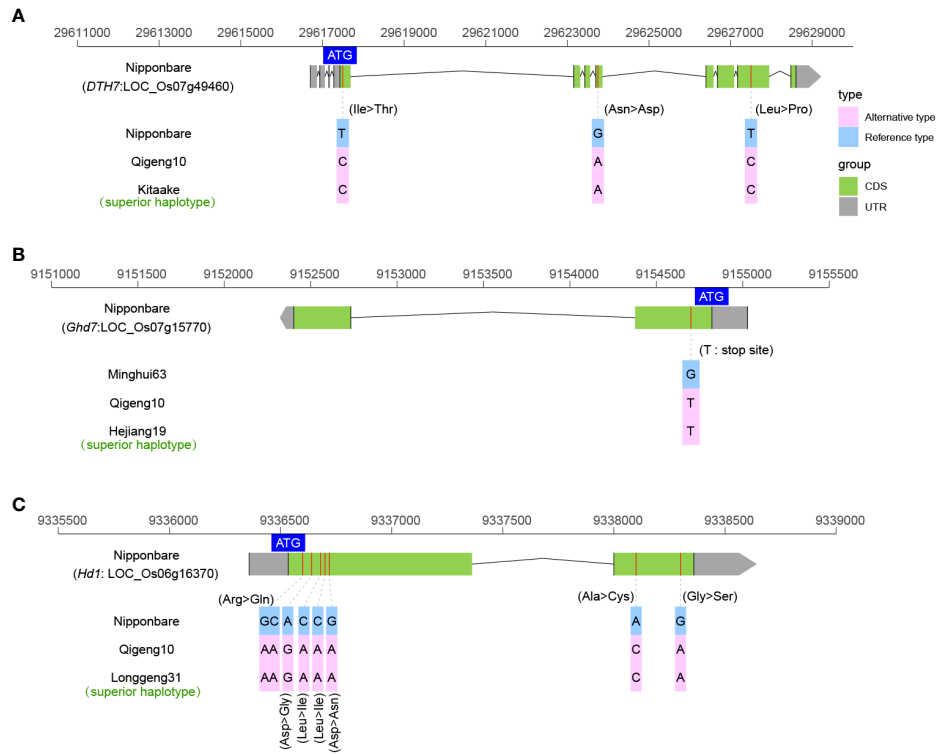 A
29611000 29613000 29615000 29617000 29619000 29621000 29623000 29625000 29627000 29629000
ATG
Nipponbare
(DTH7:LOC_Os07g49460)
(Ile>Thr) (Asn>Asp) (Leu>Pro)
Nipponbare T G T
Qigeng10 C A C
Kitaake C A C
(superior haplotype)
type
Alternative type
Reference type
group
CDS
UTR
B
9151000 9151500 9152000 9152500 9153000 9153500 9154000 9154500 9155000 9155500
ATG
Nipponbare
(Ghd7:LOC_Os07g15770)
(T : stop site)
Minghui63 G
Qigeng10 T
Hejiang19 T
(superior haplotype)
C
9335500 9336000 9336500 9337000 9337500 9338000 9338500 9339000
ATG
Nipponbare
(Hd1: LOC_Os06g16370)
(Arg>Gln) (Ala>Cys) (Gly>Ser)
Nipponbare GC A C C G A G
Qigeng10 AA G A A A C A
Longgeng31 AA G A A A C A
(superior haplotype)
(Asp>Gly)
(Leu>Ile)
(Leu>Ile)
(Asp>Asn)